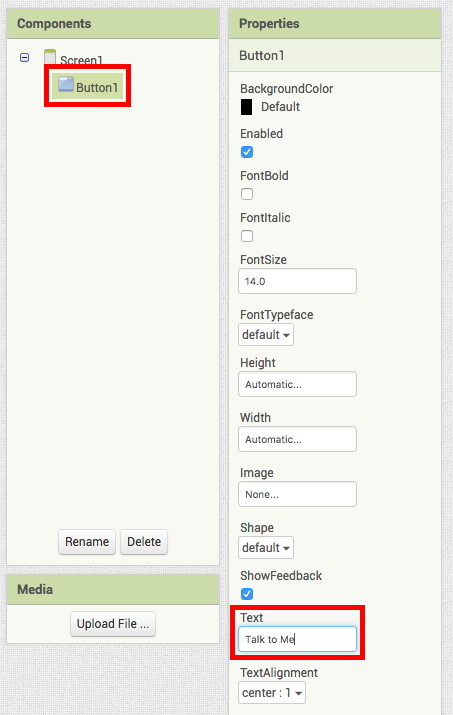 Components
Screen1
Button1
Rename Delete
Media
Upload File ...
Properties
Button1
BackgroundColor
Default
Enabled
FontBold
FontItalic
FontSize
14.0
FontTypeface
default
Height
Automatic...
Width
Automatic...
Image
None...
Shape
default
ShowFeedback
Text
Talk to Me
TextAlignment
center : 1